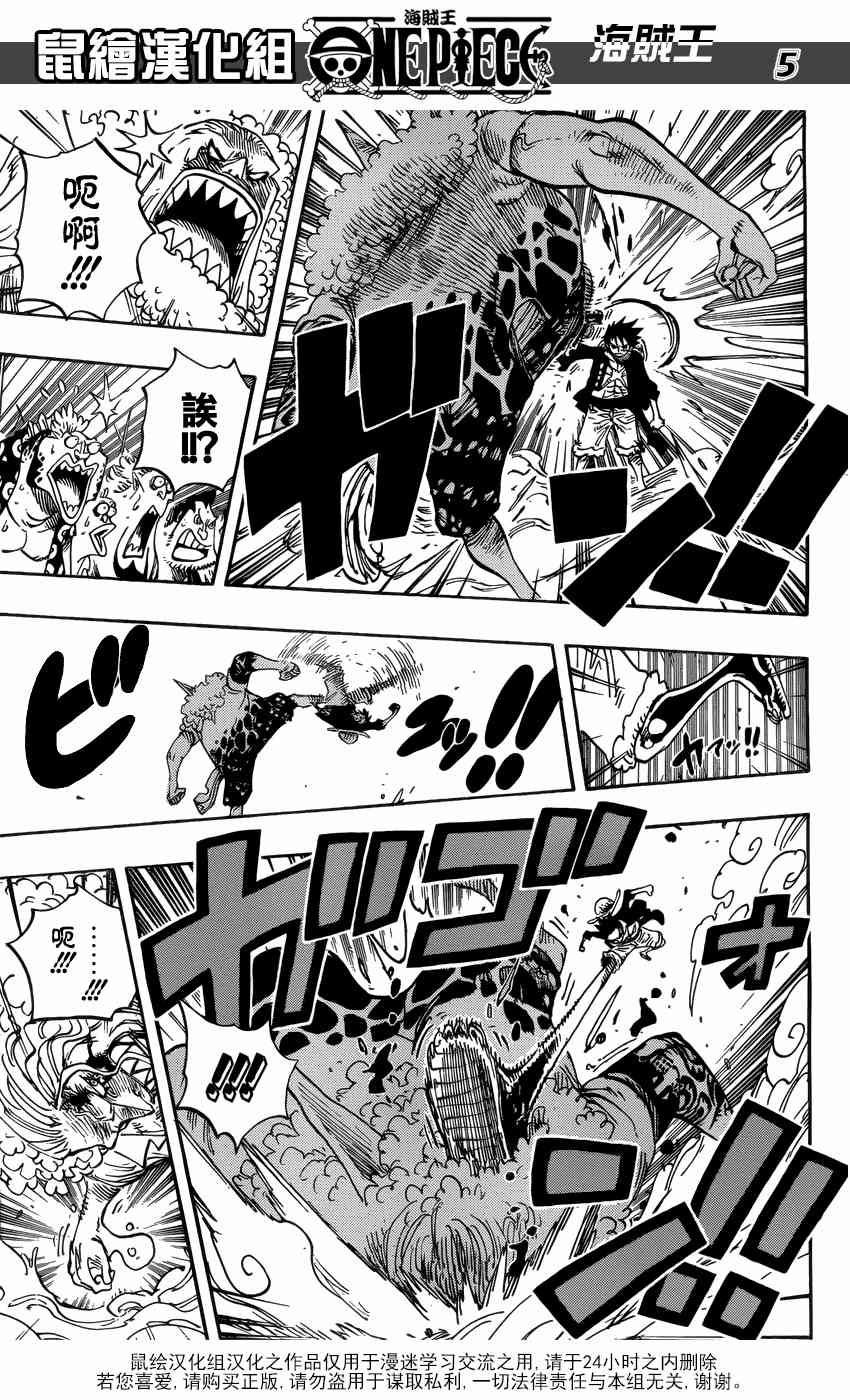 鼠繪漢化組
海賊王
ONE PIECE
海賊王
5
ガン!!
呃啊!!!
誒!!?
ガッ!!
ビュッ!!
ガゴォン!!
!!!
……!!!
呃!!!
鼠绘汉化组汉化之作品仅用于漫迷学习交流之用, 请于24小时之内删除
若您喜爱, 请购买正版, 请勿盗用于谋取私利, 一切法律责任与本组无关, 谢谢。